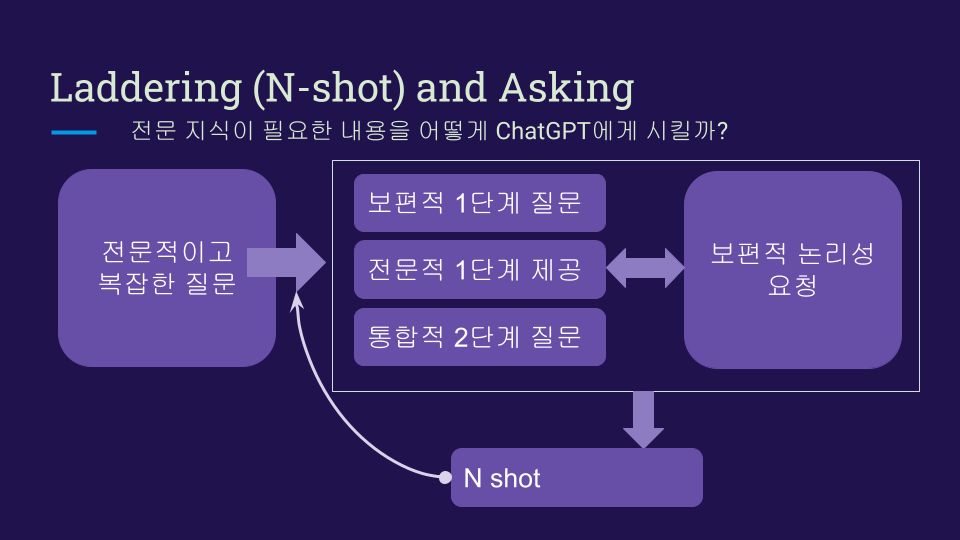 Laddering (N-shot) and Asking
전문 지식이 필요한 내용을 어떻게 ChatGPT에게 시킬까?
전문적이고
복잡한 질문
보편적 1단계 질문
전문적 1단계 제공
통합적 2단계 질문
보편적 논리성
요청
N shot